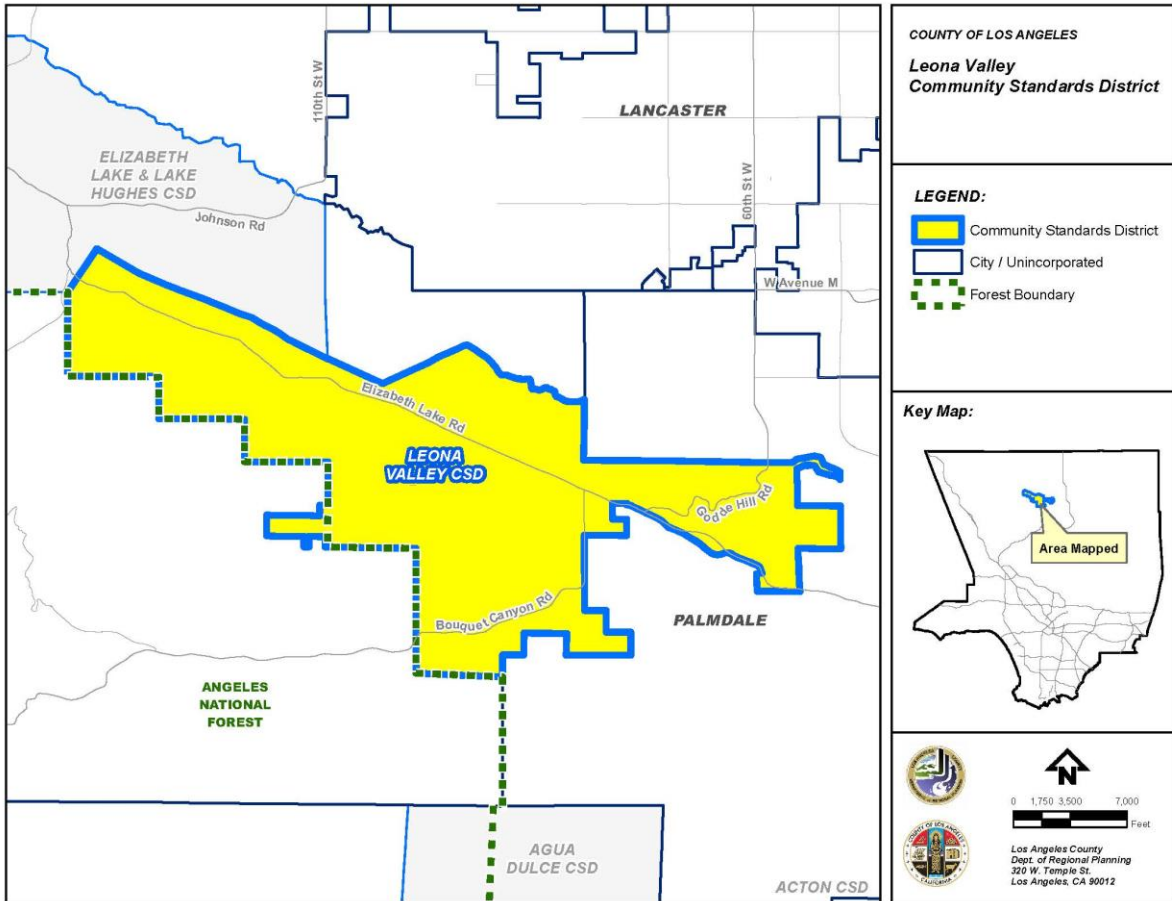 110th St W
LANCASTER
ELIZABETH
LAKE & LAKE
HUGHES CSD
Johnson Rd
60th St W
W Avenue M
Elizabeth Lake Rd
LEONA
VALLEY CSD
Godde Hill Rd
Bouquet Canyon Rd
PALMDALE
ANGELES
NATIONAL
FOREST
AGUA
DULCE CSD
ACTON CSD
COUNTY OF LOS ANGELES
Leona Valley
Community Standards District
LEGEND:
Community Standards District
City / Unincorporated
Forest Boundary
Key Map:
Area Mapped
N
0 1,750 3,500 7,000
Feet
Los Angeles County
Dept. of Regional Planning
320 W. Temple St.
Los Angeles, CA 90012